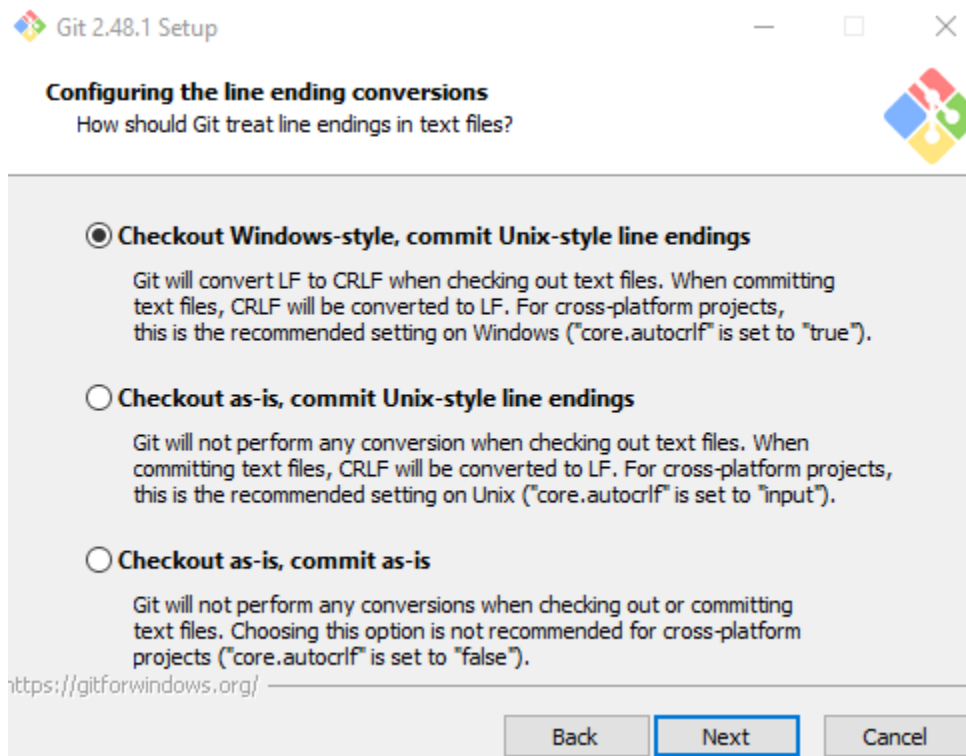 Git 2.48.1 Setup
Configuring the line ending conversions
How should Git treat line endings in text files?
Checkout Windows-style, commit Unix-style line endings
Git will convert LF to CRLF when checking out text files. When committing
text files, CRLF will be converted to LF. For cross-platform projects,
this is the recommended setting on Windows ("core.autocrlf" is set to "true").
Checkout as-is, commit Unix-style line endings
Git will not perform any conversion when checking out text files. When
committing text files, CRLF will be converted to LF. For cross-platform projects,
this is the recommended setting on Unix ("core.autocrlf" is set to "input").
Checkout as-is, commit as-is
Git will not perform any conversions when checking out or committing
text files. Choosing this option is not recommended for cross-platform
projects ("core.autocrlf" is set to "false").
https://gitforwindows.org/
Back
Next
Cancel